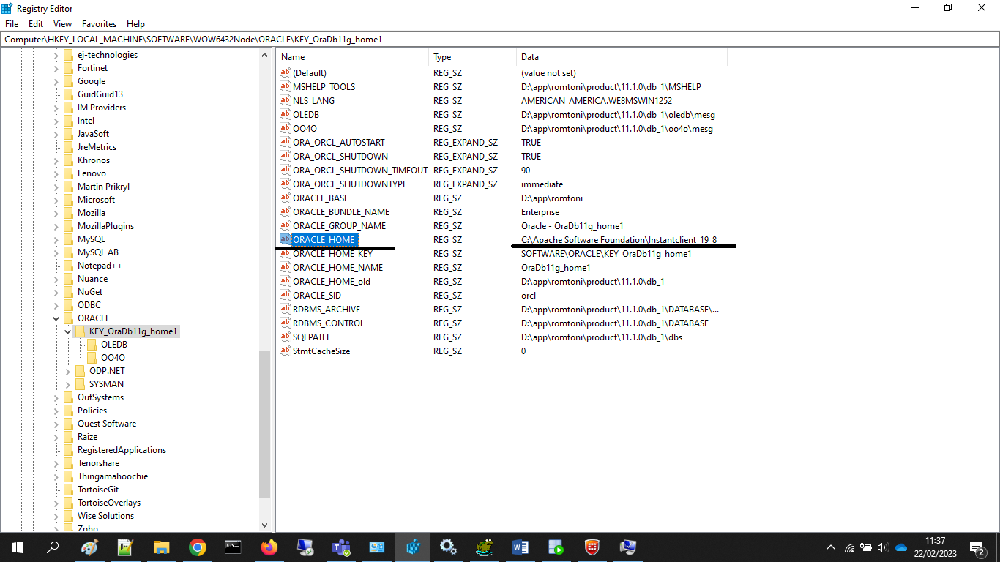 Registry Editor
File Edit View Favorites Help
Computer\HKEY_LOCAL_MACHINE\SOFTWARE\WOW6432Node\ORACLE\KEY_OraDb11g_home1
ej-technologies
Fortinet
Google
GuidGuid13
IM Providers
Intel
JavaSoft
JreMetrics
Khronos
Lenovo
Martin Prikryl
Microsoft
Mozilla
MozillaPlugins
MySQL
MySQL AB
Notepad++
Nuance
NuGet
ODBC
ORACLE
KEY_OraDb11g_home1
OLEDB
OO4O
ODP.NET
SYSMAN
OutSystems
Policies
Quest Software
Raize
RegisteredApplications
Tenorshare
Thingamahoochie
TortoiseGit
TortoiseOverlays
Wise Solutions
Zoho
Name Type Data
(Default) REG_SZ (value not set)
MSHELP_TOOLS REG_SZ D:\app\romtoni\product\11.1.0\db_1\MSHELP
NLS_LANG REG_SZ AMERICAN_AMERICA.WE8MSWIN1252
OLEDB REG_SZ D:\app\romtoni\product\11.1.0\db_1\oledb\mesg
OO4O REG_SZ D:\app\romtoni\product\11.1.0\db_1\oo4o\mesg
ORA_ORCL_AUTOSTART REG_EXPAND_SZ TRUE
ORA_ORCL_SHUTDOWN REG_EXPAND_SZ TRUE
ORA_ORCL_SHUTDOWN_TIMEOUT REG_EXPAND_SZ 90
ORA_ORCL_SHUTDOWNTYPE REG_EXPAND_SZ immediate
ORACLE_BASE REG_SZ D:\app\romtoni
ORACLE_BUNDLE_NAME REG_SZ Enterprise
ORACLE_GROUP_NAME REG_SZ Oracle - OraDb11g_home1
ORACLE_HOME REG_SZ C:\Apache Software Foundation\Instantclient_19_8
ORACLE_HOME_KEY REG_SZ SOFTWARE\ORACLE\KEY_OraDb11g_home1
ORACLE_HOME_NAME REG_SZ OraDb11g_home1
ORACLE_HOME_old REG_SZ D:\app\romtoni\product\11.1.0\db_1
ORACLE_SID REG_SZ orcl
RDBMS_ARCHIVE REG_SZ D:\app\romtoni\product\11.1.0\db_1\DATABASE\...
RDBMS_CONTROL REG_SZ D:\app\romtoni\product\11.1.0\db_1\DATABASE
SQLPATH REG_SZ D:\app\romtoni\product\11.1.0\db_1\dbs
StmtCacheSize REG_SZ 0
11:37
22/02/2023
2